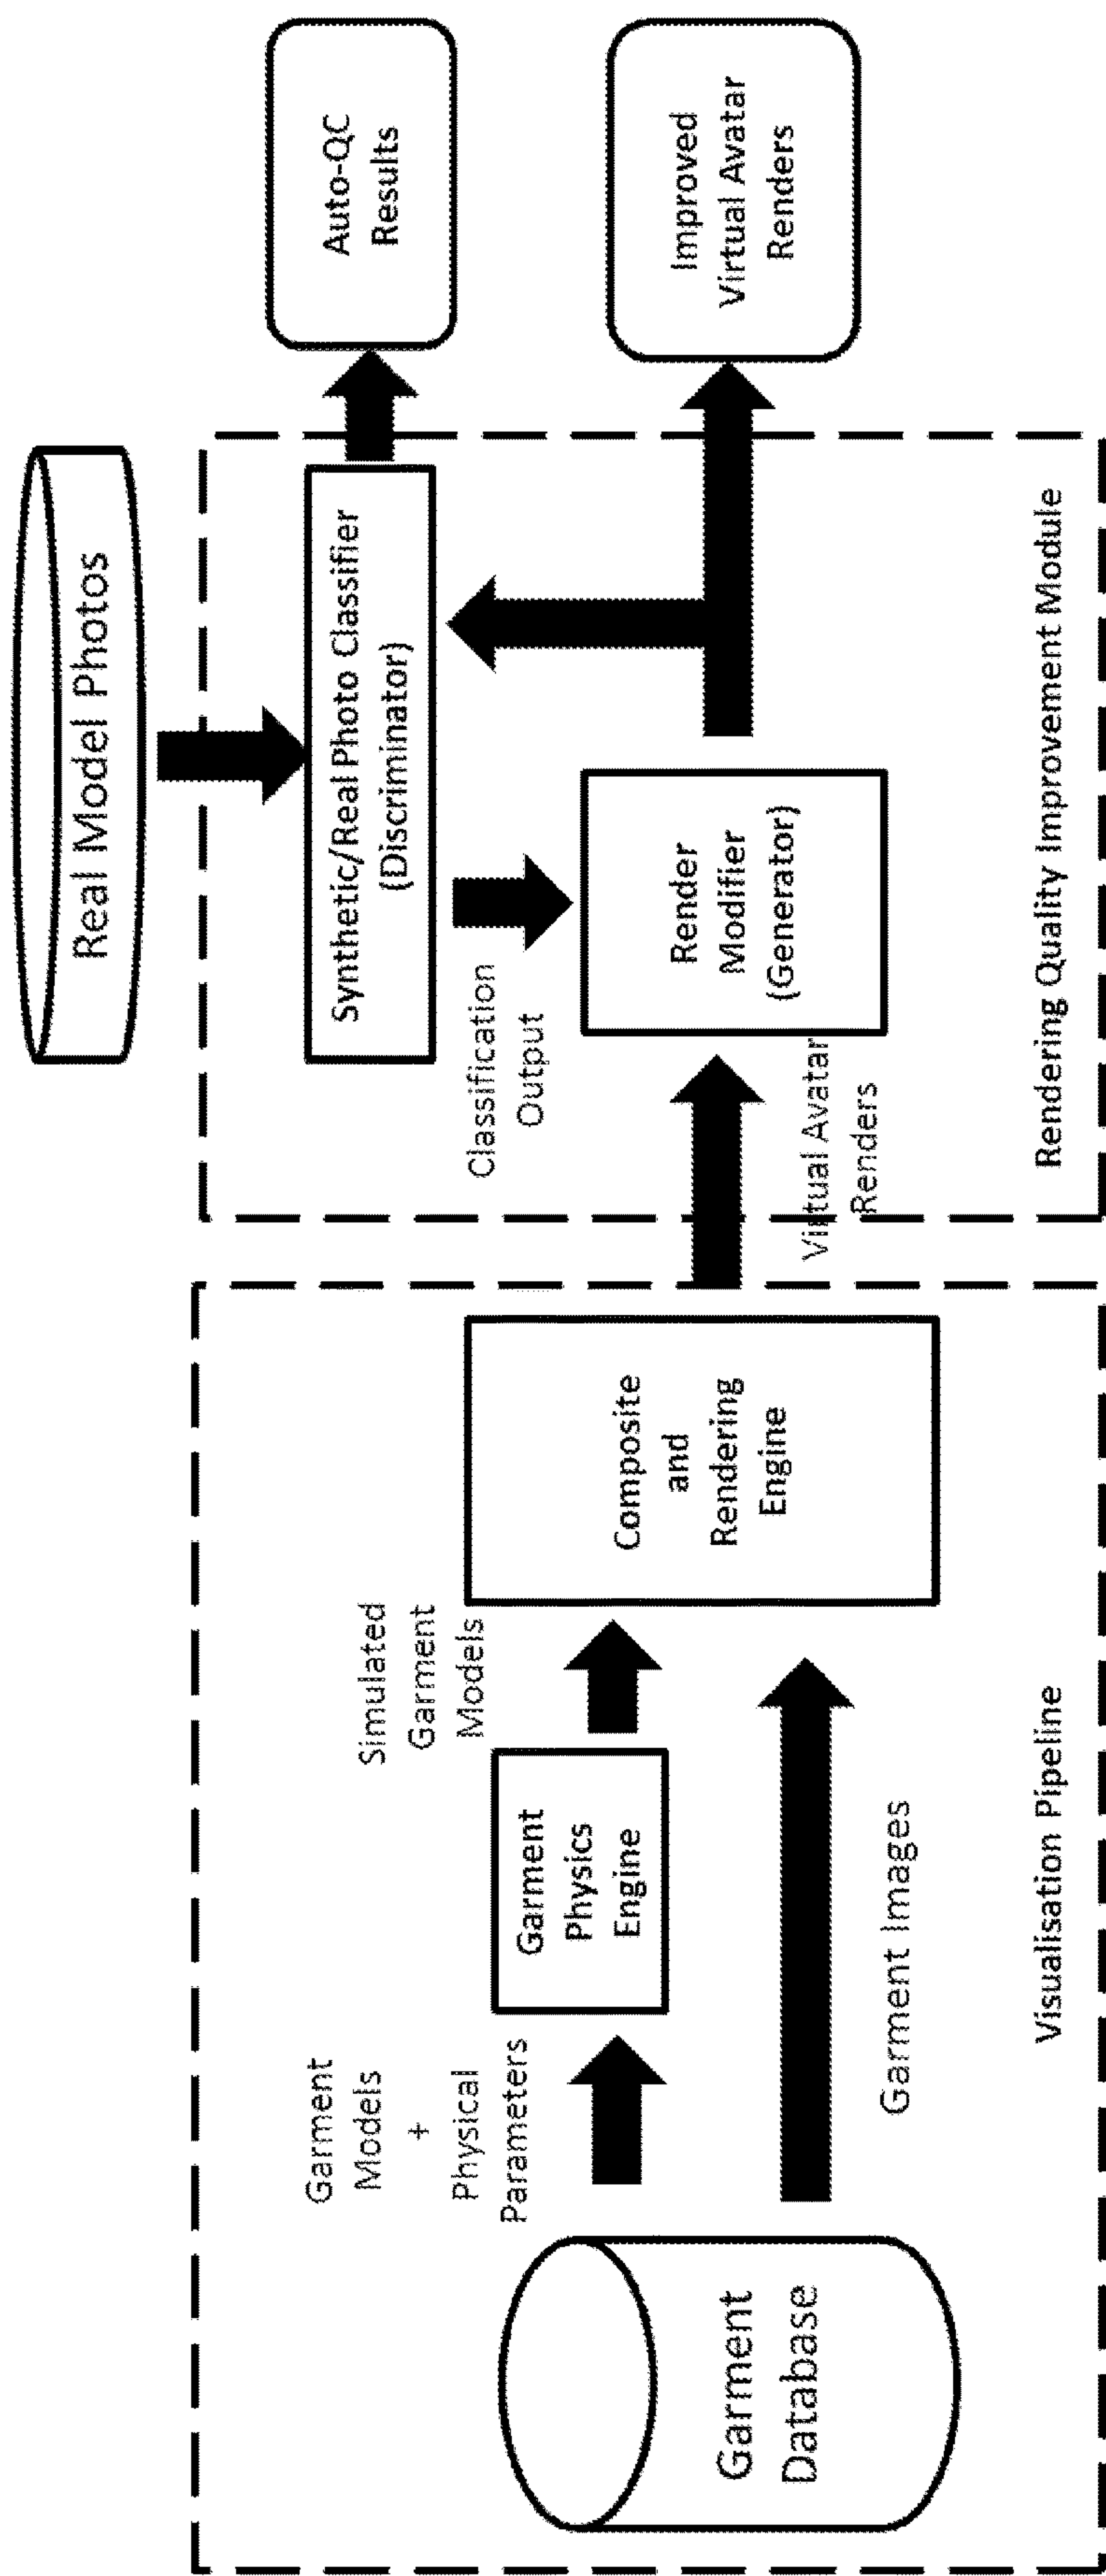 Garment
Database
Garment
Models
+
Physical
Parameters
Garment
Physics
Engine
Simulated
Garment
Models
Garment Images
Composite
and
Rendering
Engine
Visualisation Pipeline
Virtual Avatar
Renders
Real Model Photos
Synthetic/Real Photo Classifier
(Discriminator)
Classification
Output
Render
Modifier
(Generator)
Rendering Quality Improvement Module
Auto-QC
Results
Improved
Virtual Avatar
Renders